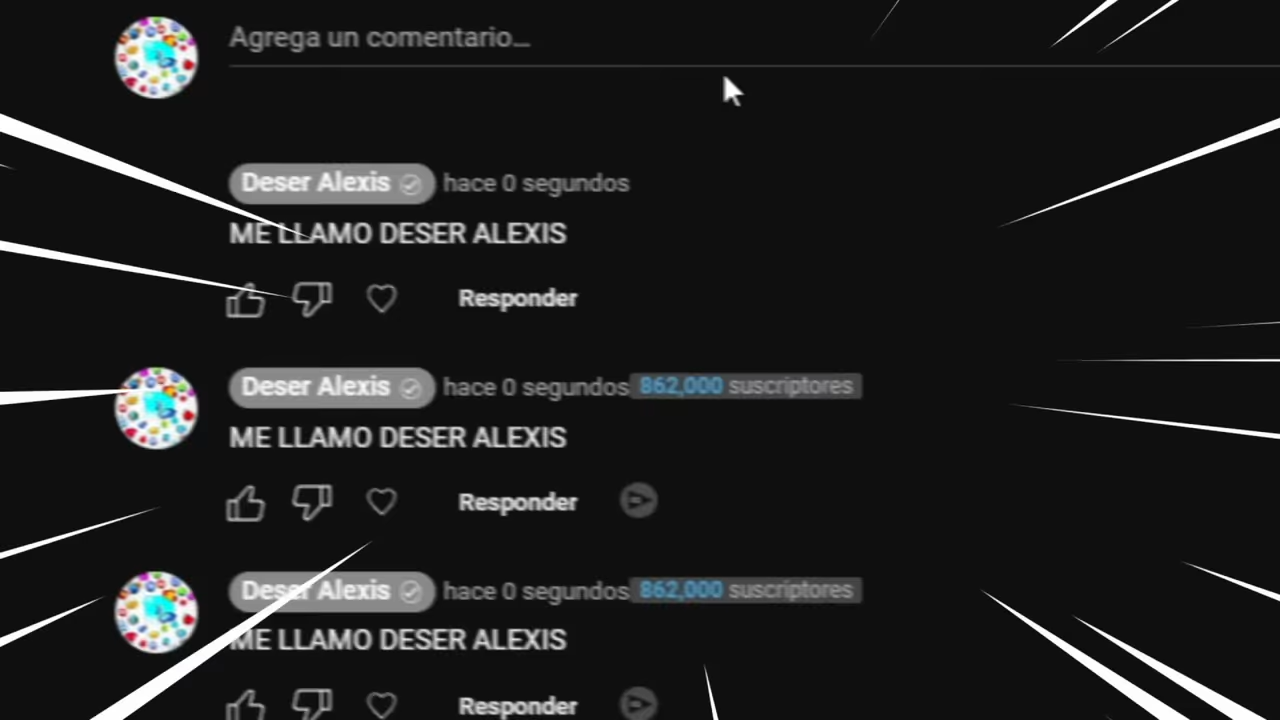 Agrega un comentario...
Deser Alexis hace 0 segundos
ME LLAMO DESER ALEXIS
Responder
Deser Alexis hace 0 segundos 862,000 suscriptores
ME LLAMO DESER ALEXIS
Responder
Deser Alexis hace 0 segundos 862,000 suscriptores
ME LLAMO DESER ALEXIS
Responder